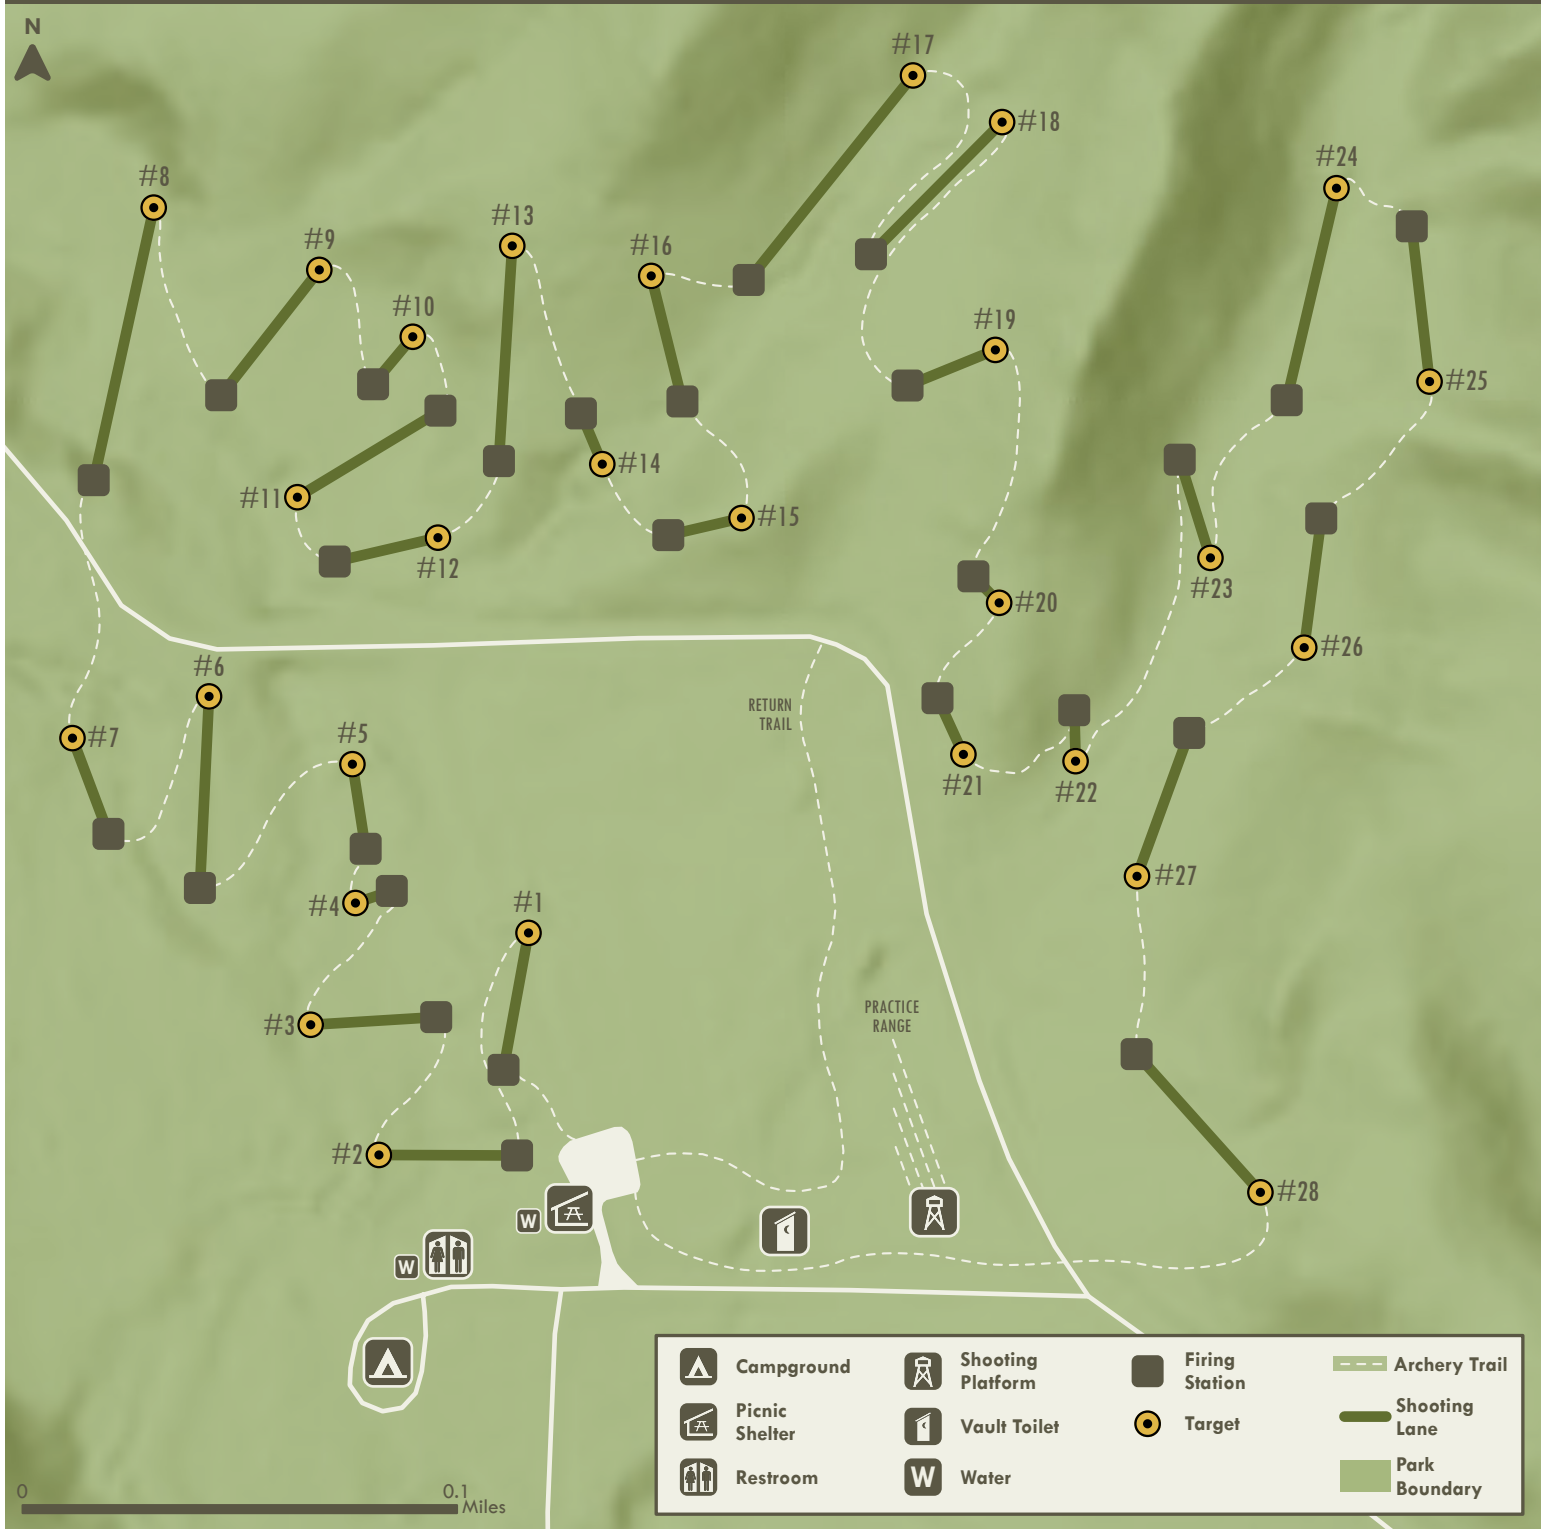 N
#17
#18
#24
#8
#13
#9
#16
#10
#19
#25
#14
#11
#15
#12
#23
#20
#26
#6
RETURN
TRAIL
#7
#5
#21
#22
#27
#4
#1
PRACTICE
RANGE
#3
#2
#28
W
W
Campground
Shooting
Platform
Firing
Station
Archery Trail
Picnic
Shelter
Vault Toilet
Target
Shooting
Lane
Restroom
W
Water
Park
Boundary
0
0.1
Miles